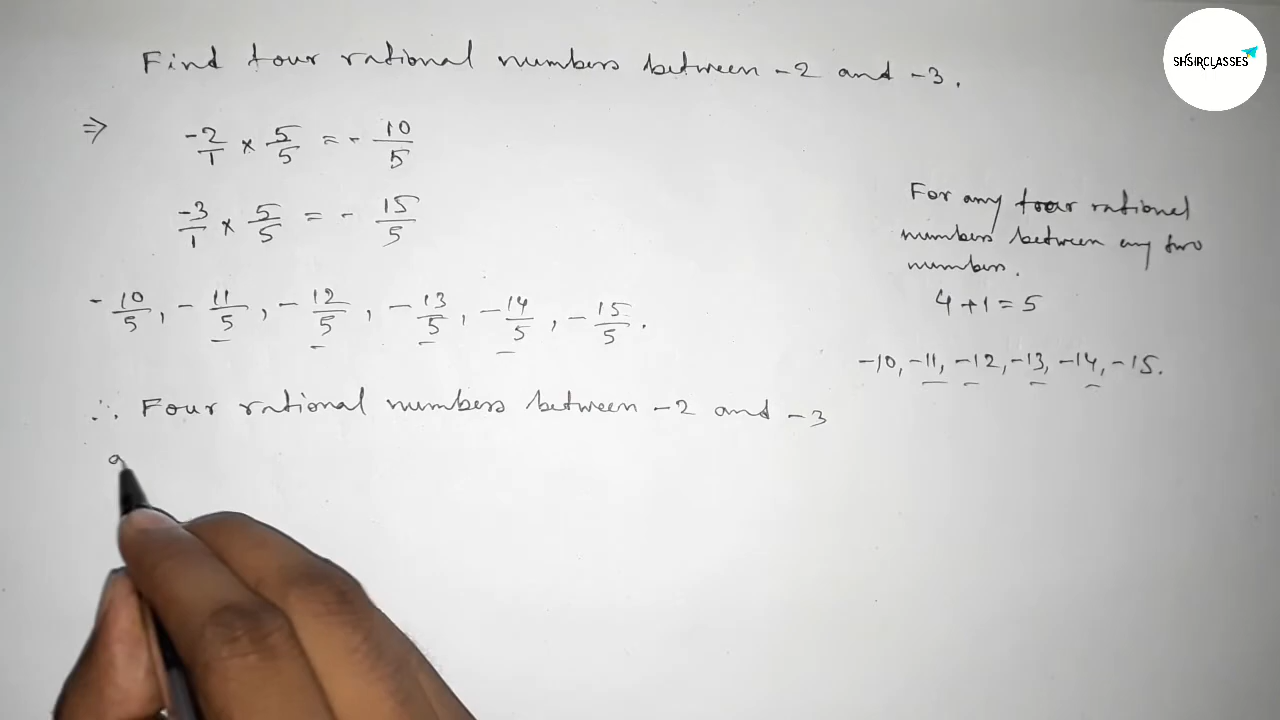 SHSIRCLASSES
Find four rational numbers between -2 and -3.
⇒ -2/1 × 5/5 = - 10/5
-3/1 × 5/5 = - 15/5
- 10/5, - 11/5, - 12/5, - 13/5, - 14/5, - 15/5.
∴ Four rational numbers between -2 and -3
a
For any four rational
numbers between any two
numbers.
4+1=5
-10, -11, -12, -13, -14, -15.